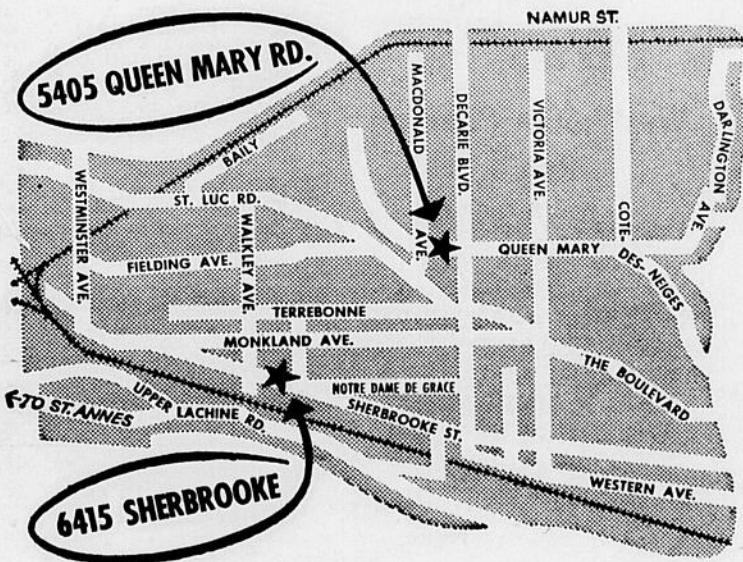 NAMUR ST.
5405 QUEEN MARY RD.
MACDONALD
AVE.
DECARIE BLVD.
VICTORIA AVE.
COTE-
DES-NEIGES
DARLINGTON
AVE.
BAILY
WESTMINSTER AVE.
ST. LUC RD.
WALKLEY AVE.
QUEEN MARY
FIELDING AVE.
TERREBONNE
MONKLAND AVE.
THE BOULEVARD
NOTRE DAME DE GRACE
←TO ST. ANNES
UPPER LACHINE RD.
SHERBROOKE ST.
WESTERN AVE.
6415 SHERBROOKE